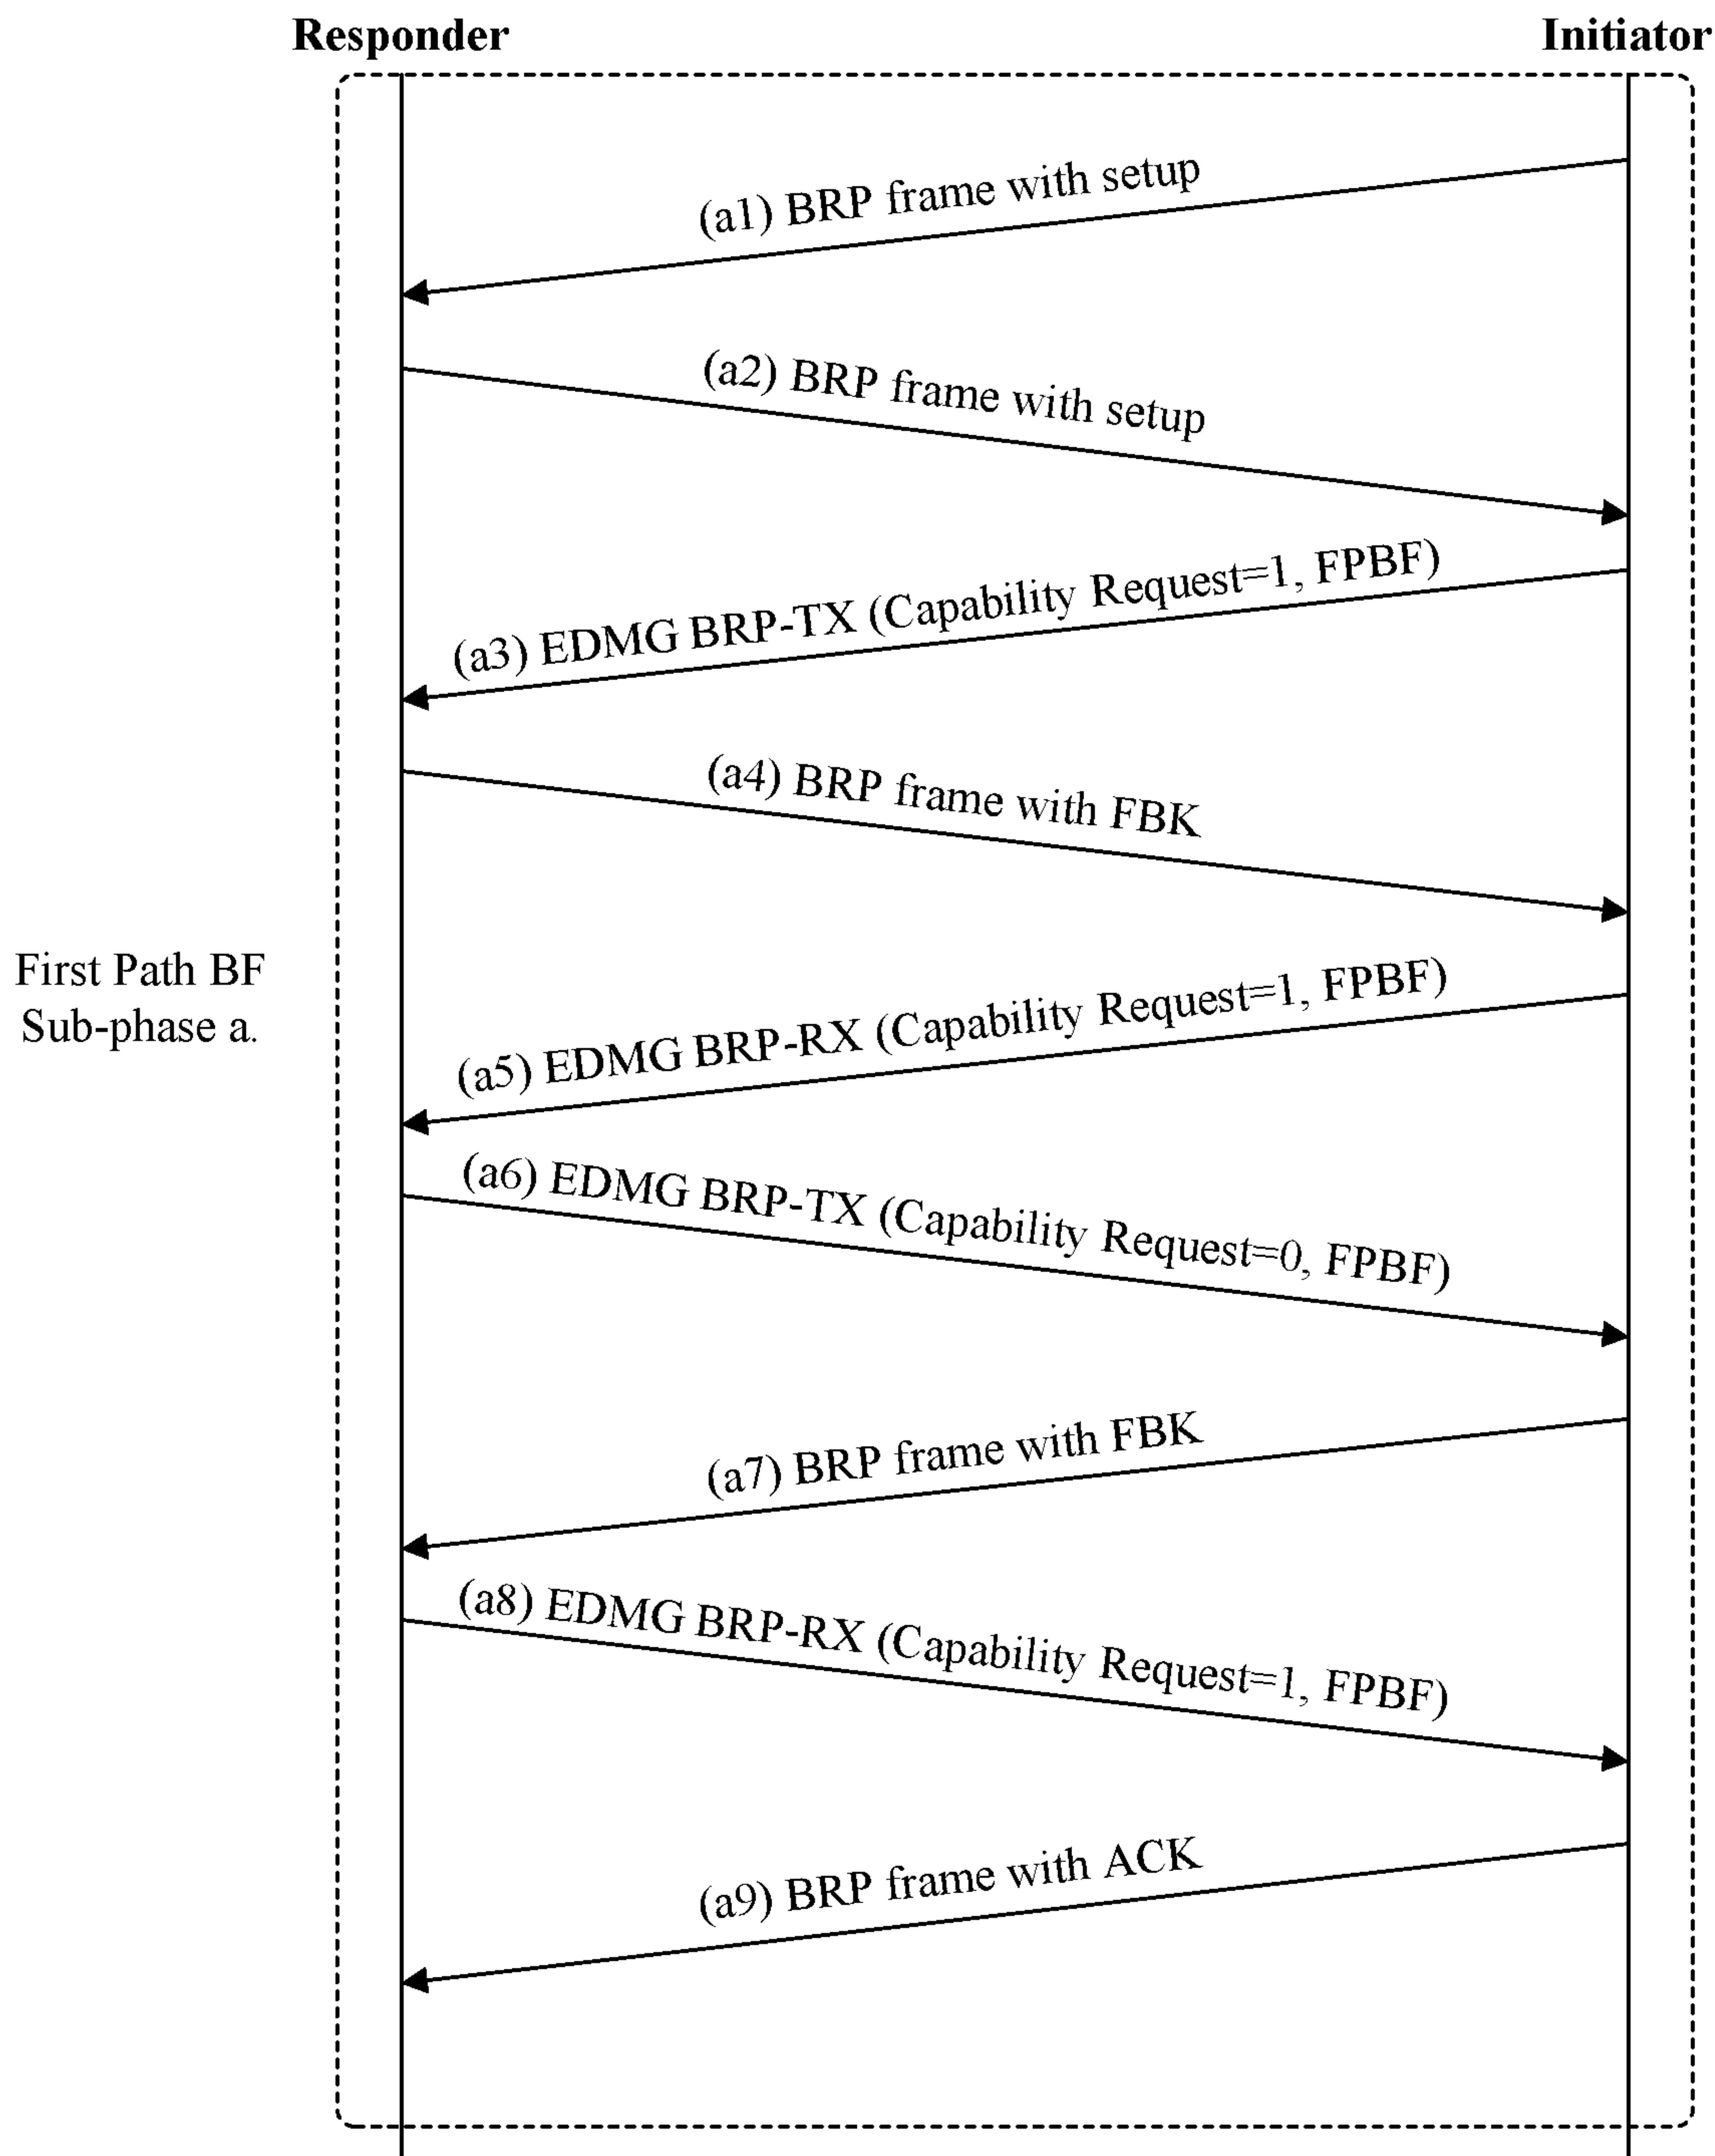 Responder
Initiator
(a1) BRP frame with setup
(a2) BRP frame with setup
(a3) EDMG BRP-TX (Capability Request=1, FPBF)
(a4) BRP frame with FBK
First Path BF
Sub-phase a.
(a5) EDMG BRP-RX (Capability Request=1, FPBF)
(a6) EDMG BRP-TX (Capability Request=0, FPBF)
(a7) BRP frame with FBK
(a8) EDMG BRP-RX (Capability Request=1, FPBF)
(a9) BRP frame with ACK